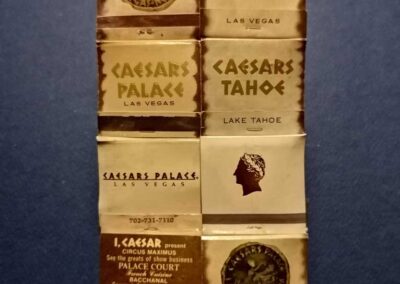 LAS VEGAS
CAESARS
PALACE
LAS VEGAS
CAESARS
TAHOE
LAKE TAHOE
CAESARS PALACE
LAS VEGAS
702-731-7110
I, CAESAR present
CIRCUS MAXIMUS
See the greats of show business
PALACE COURT
French Cuisine
BACCHANAL